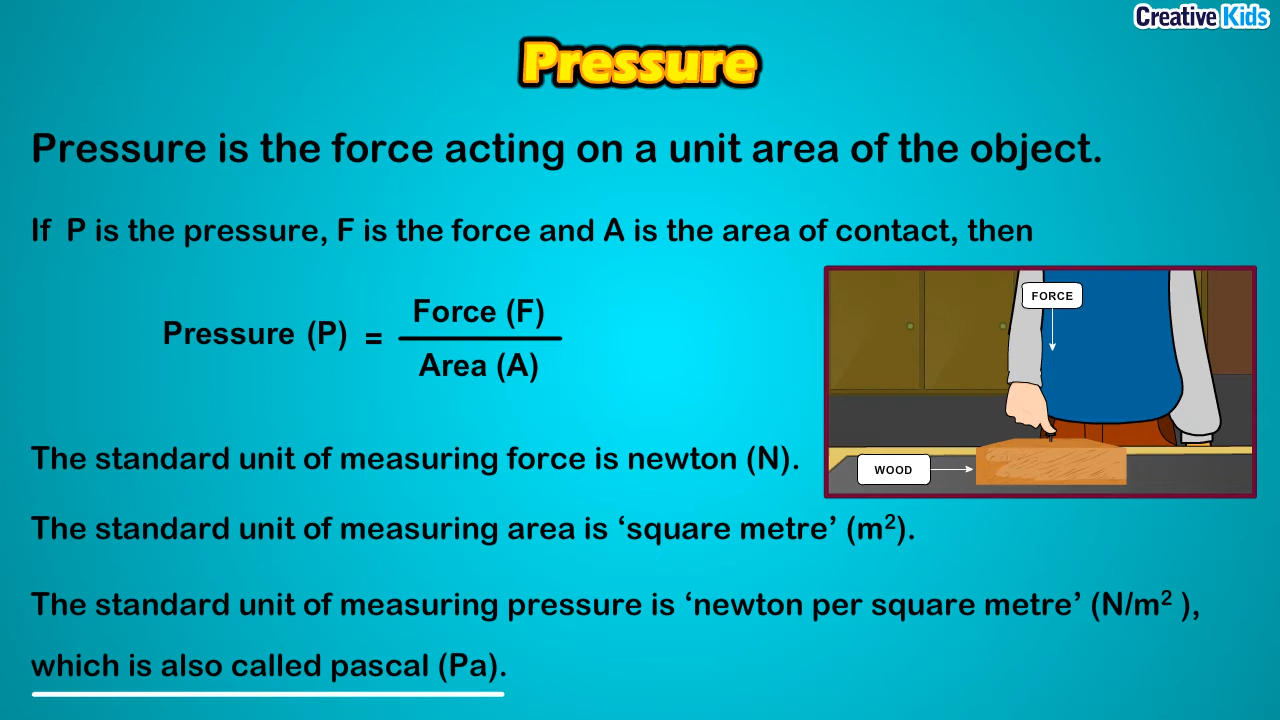 Creative Kids
Pressure
Pressure is the force acting on a unit area of the object.
If P is the pressure, F is the force and A is the area of contact, then
Pressure (P) = Force (F)
Area (A)
FORCE
WOOD
The standard unit of measuring force is newton (N).
The standard unit of measuring area is ‘square metre’ (m²).
The standard unit of measuring pressure is ‘newton per square metre’ (N/m² ),
which is also called pascal (Pa).